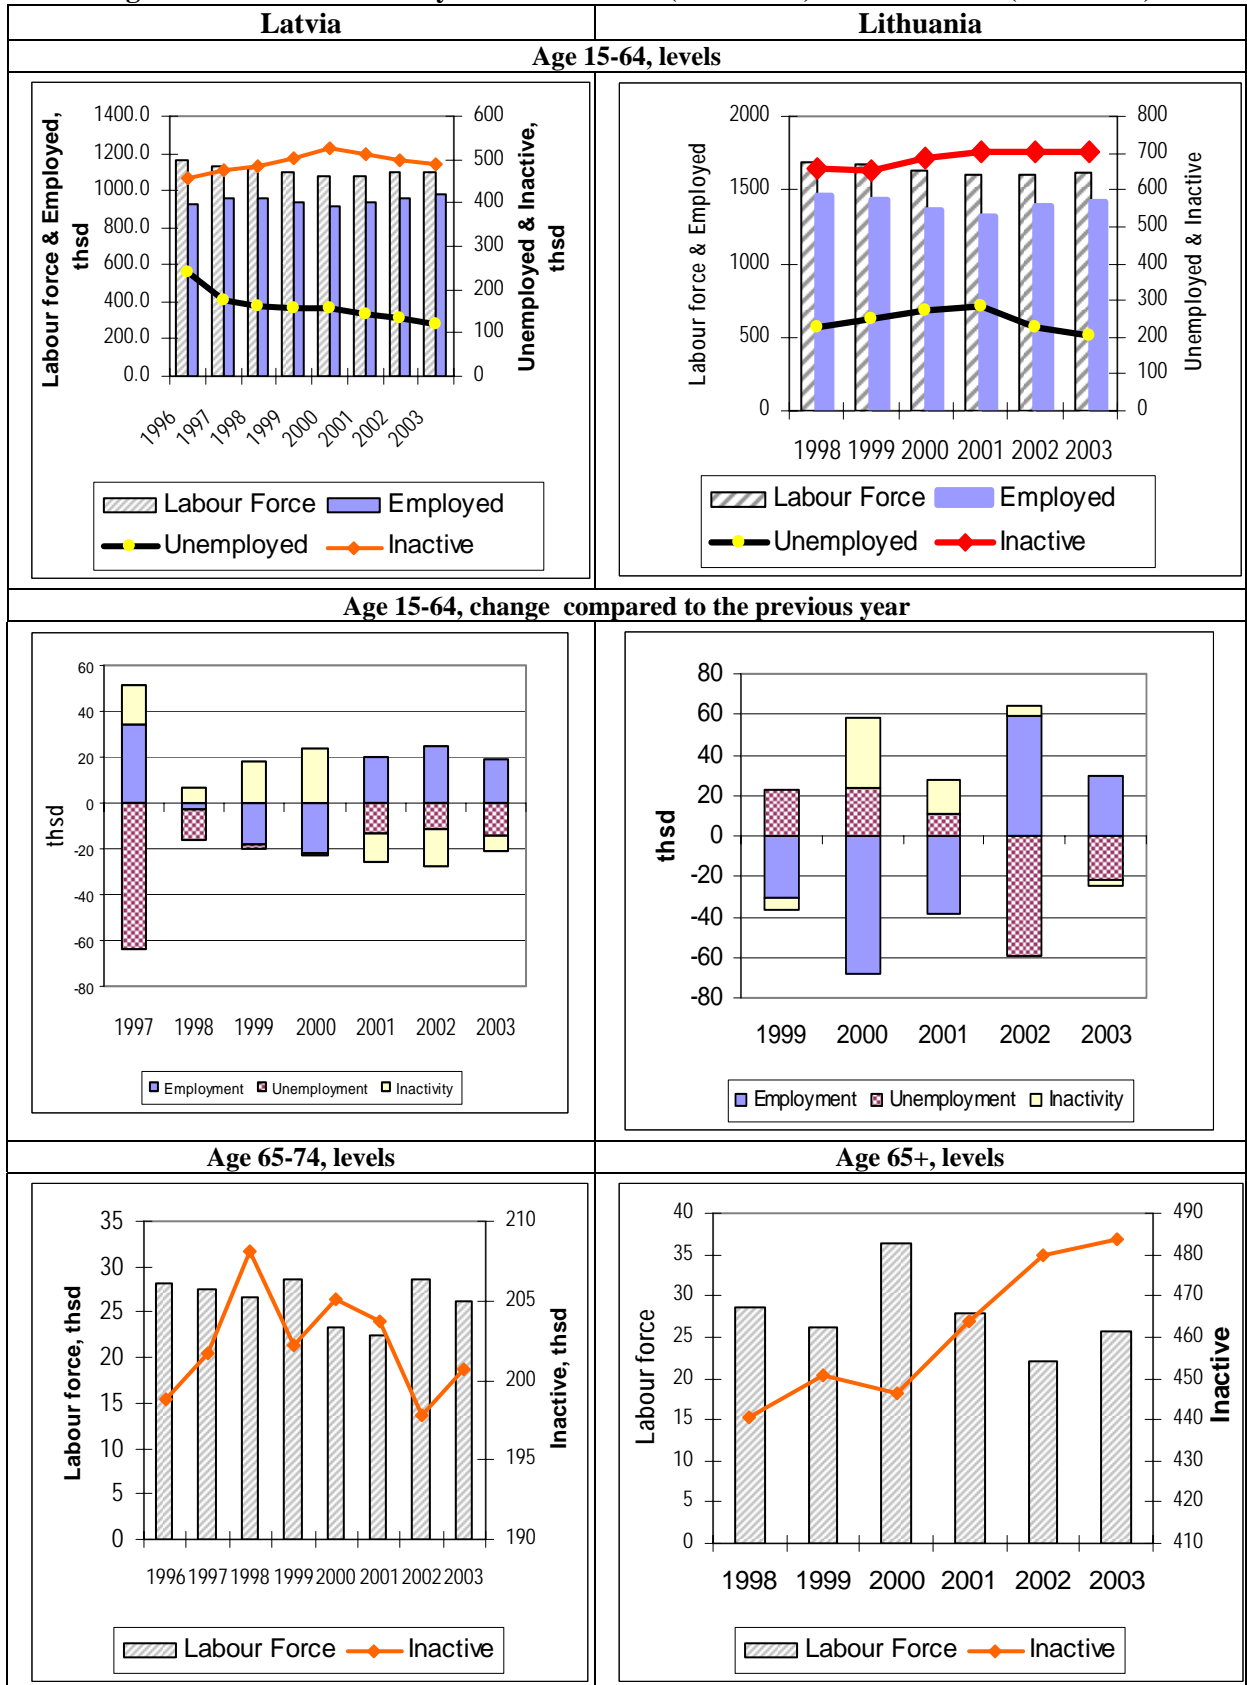 Latvia
Lithuania
Age 15-64, levels
Labour force & Employed,
thsd
1400.0
1200.0
1000.0
800.0
600.0
400.0
200.0
0.0
600
500
400
300
200
100
0
Unemployed & Inactive,
thsd
1996 1997 1998 1999 2000 2001 2002 2003
Labour Force Employed
Unemployed Inactive
Labour force & Employed
2000
1500
1000
500
0
800
700
600
500
400
300
200
100
0
Unemployed & Inactive
1998 1999 2000 2001 2002 2003
Labour Force Employed
Unemployed Inactive
Age 15-64, change compared to the previous year
thsd
60
40
20
0
-20
-40
-60
-80
1997 1998 1999 2000 2001 2002 2003
Employment Unemployment Inactivity
thsd
80
60
40
20
0
-20
-40
-60
-80
1999 2000 2001 2002 2003
Employment Unemployment Inactivity
Age 65-74, levels
Age 65+, levels
Labour force, thsd
35
30
25
20
15
10
5
0
210
205
200
195
190
Inactive, thsd
1996 1997 1998 1999 2000 2001 2002 2003
Labour Force Inactive
Labour force
40
35
30
25
20
15
10
5
0
490
480
470
460
450
440
430
420
410
Inactive
1998 1999 2000 2001 2002 2003
Labour Force Inactive